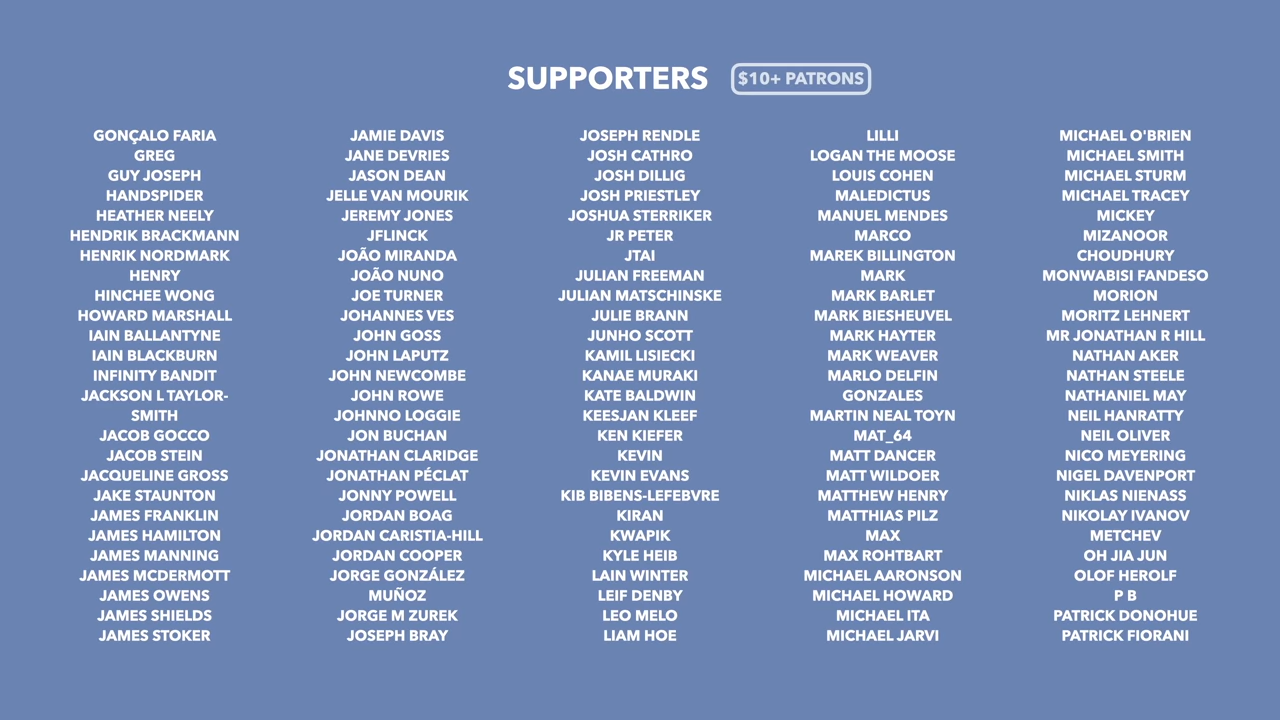 SUPPORTERS $10+ PATRONS
GONÇALO FARIA
GREG
GUY JOSEPH
HANDSPIDER
HEATHER NEELY
HENDRIK BRACKMANN
HENRIK NORDMARK
HENRY
HINCHEE WONG
HOWARD MARSHALL
IAIN BALLANTYNE
IAIN BLACKBURN
INFINITY BANDIT
JACKSON L TAYLOR-
SMITH
JACOB GOCCO
JACOB STEIN
JACQUELINE GROSS
JAKE STAUNTON
JAMES FRANKLIN
JAMES HAMILTON
JAMES MANNING
JAMES MCDERMOTT
JAMES OWENS
JAMES SHIELDS
JAMES STOKER
JAMIE DAVIS
JANE DEVRIES
JASON DEAN
JELLE VAN MOURIK
JEREMY JONES
JFLINCK
JOÃO MIRANDA
JOÃO NUNO
JOE TURNER
JOHANNES VES
JOHN GOSS
JOHN LAPUTZ
JOHN NEWCOMBE
JOHN ROWE
JOHNNO LOGGIE
JON BUCHAN
JONATHAN CLARIDGE
JONATHAN PÉCLAT
JONNY POWELL
JORDAN BOAG
JORDAN CARISTIA-HILL
JORDAN COOPER
JORGE GONZÁLEZ
MUÑOZ
JORGE M ZUREK
JOSEPH BRAY
JOSEPH RENDLE
JOSH CATHRO
JOSH DILLIG
JOSH PRIESTLEY
JOSHUA STERRIKER
JR PETER
JTAI
JULIAN FREEMAN
JULIAN MATSCHINSKE
JULIE BRANN
JUNHO SCOTT
KAMIL LISIECKI
KANAE MURAKI
KATE BALDWIN
KEESJAN KLEEF
KEN KIEFER
KEVIN
KEVIN EVANS
KIB BIBENS-LEFEBVRE
KIRAN
KWAPIK
KYLE HEIB
LAIN WINTER
LEIF DENBY
LEO MELO
LIAM HOE
LILLI
LOGAN THE MOOSE
LOUIS COHEN
MALEDICTUS
MANUEL MENDES
MARCO
MAREK BILLINGTON
MARK
MARK BARLET
MARK BIESHEUVEL
MARK HAYTER
MARK WEAVER
MARLO DELFIN
GONZALES
MARTIN NEAL TOYN
MAT_64
MATT DANCER
MATT WILDOER
MATTHEW HENRY
MATTHIAS PILZ
MAX
MAX ROHTBART
MICHAEL AARONSON
MICHAEL HOWARD
MICHAEL ITA
MICHAEL JARVI
MICHAEL O'BRIEN
MICHAEL SMITH
MICHAEL STURM
MICHAEL TRACEY
MICKEY
MIZANOOR
CHOUDHURY
MONWABISI FANDESO
MORION
MORITZ LEHNERT
MR JONATHAN R HILL
NATHAN AKER
NATHAN STEELE
NATHANIEL MAY
NEIL HANRATTY
NEIL OLIVER
NICO MEYERING
NIGEL DAVENPORT
NIKLAS NIENASS
NIKOLAY IVANOV
METCHEV
OH JIA JUN
OLOF HEROLF
P B
PATRICK DONOHUE
PATRICK FIORANI